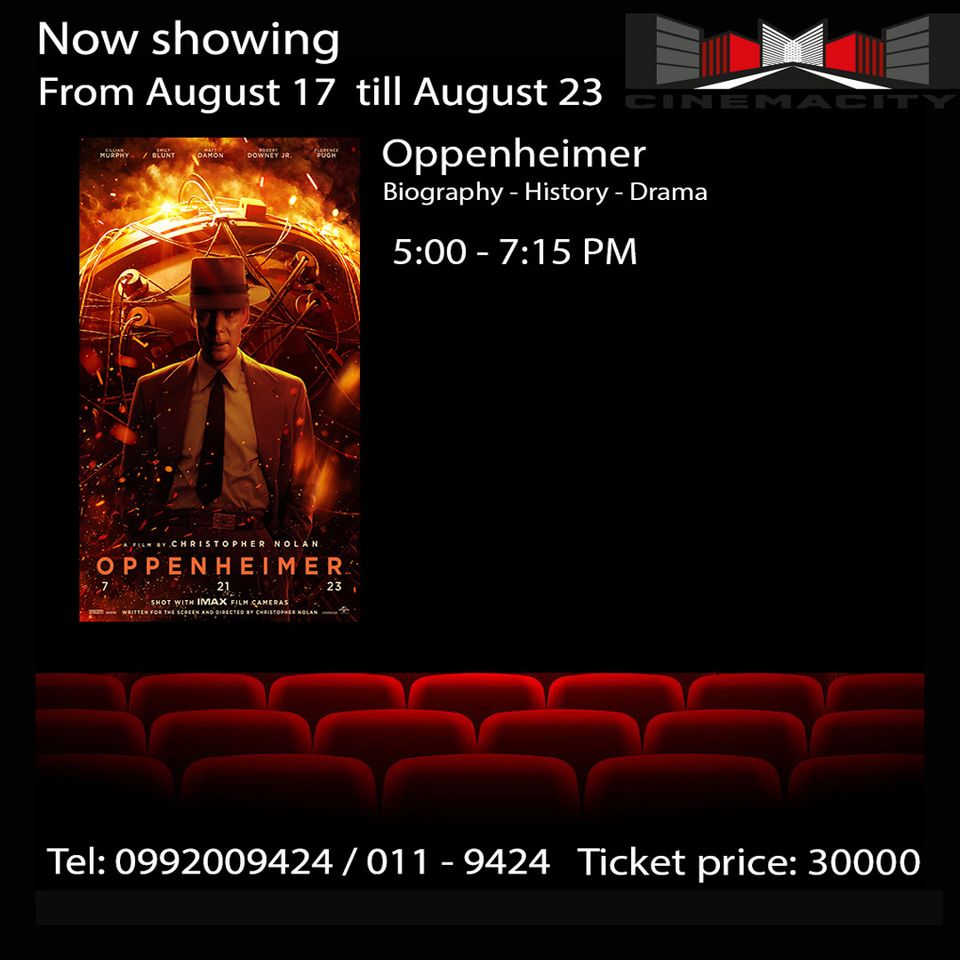 Now showing
From August 17 till August 23
CINEMACITY
Oppenheimer
Biography - History - Drama
5:00 - 7:15 PM
CILLIAN MURPHY / EMILY BLUNT MATT DAMON ROBERT DOWNEY JR. FLORENCE PUGH
A FILM BY CHRISTOPHER NOLAN
OPPENHEIMER
7 21 23
SHOT WITH IMAX FILM CAMERAS
WRITTEN FOR THE SCREEN AND DIRECTED BY CHRISTOPHER NOLAN
Tel: 0992009424 / 011 - 9424 Ticket price: 30000